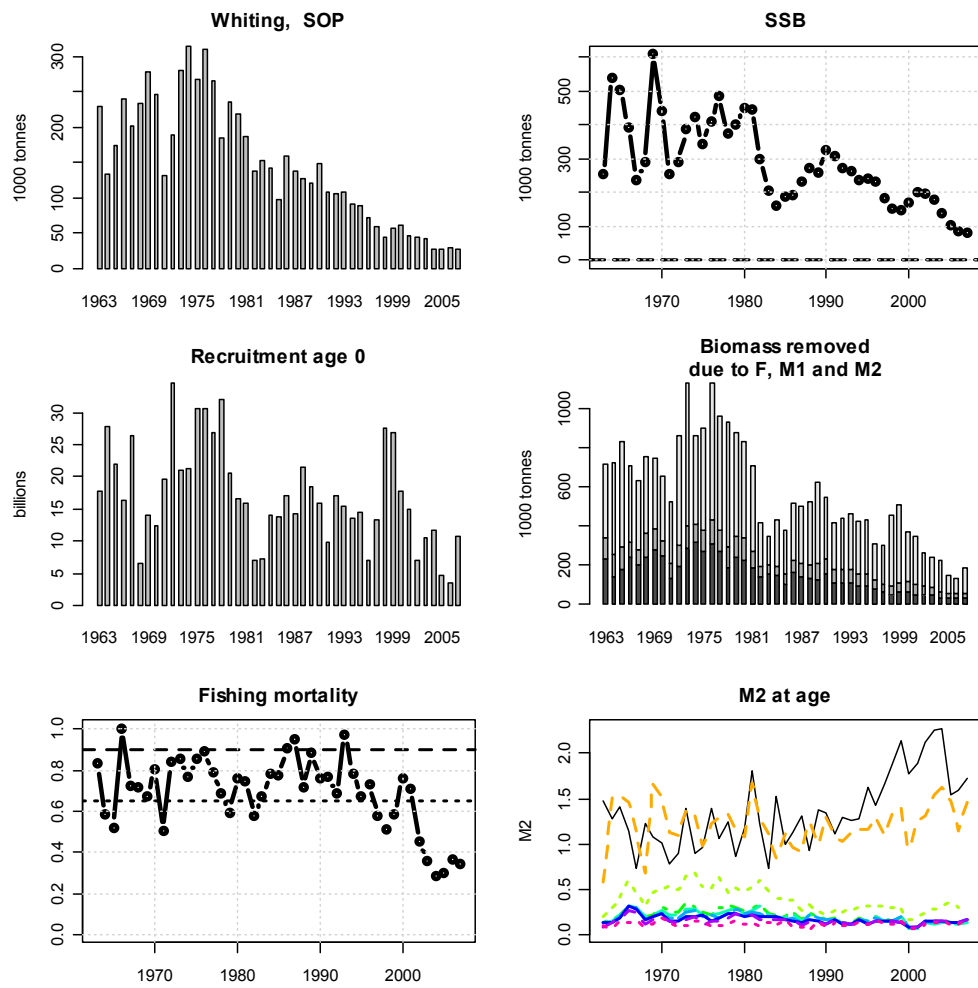 Whiting, SOP
1000 tonnes
0 50 100 200 300
1963 1969 1975 1981 1987 1993 1999 2005
SSB
1000 tonnes
0 100 300 500
1970 1980 1990 2000
Recruitment age 0
billions
0 5 10 15 20 25 30
1963 1969 1975 1981 1987 1993 1999 2005
Biomass removed
due to F, M1 and M2
1000 tonnes
0 200 600 1000
1963 1969 1975 1981 1987 1993 1999 2005
Fishing mortality
0.0 0.2 0.4 0.6 0.8 1.0
1970 1980 1990 2000
M2 at age
M2
0.0 0.5 1.0 1.5 2.0
1970 1980 1990 2000